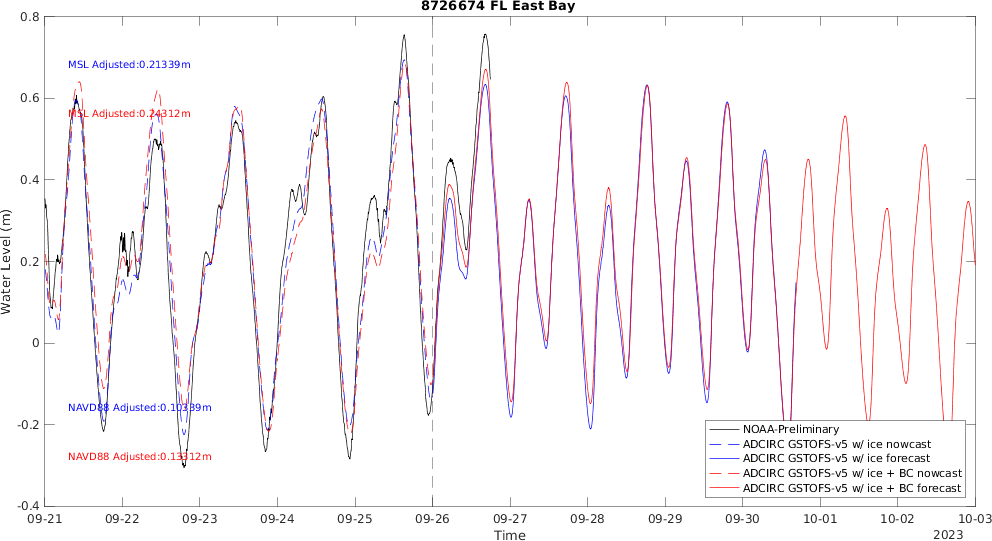 8726674 FL East Bay
0.8
0.6
0.4
0.2
0
-0.2
-0.4
Water Level (m)
MSL Adjusted:0.21339m
MSL Adjusted:0.24312m
NAVD88 Adjusted:0.10339m
NAVD88 Adjusted:0.13312m
NOAA-Preliminary
ADCIRC GSTOFS-v5 w/ ice nowcast
ADCIRC GSTOFS-v5 w/ ice forecast
ADCIRC GSTOFS-v5 w/ ice + BC nowcast
ADCIRC GSTOFS-v5 w/ ice + BC forecast
09-21 09-22 09-23 09-24 09-25 09-26 09-27 09-28 09-29 09-30 10-01 10-02 10-03
Time
2023